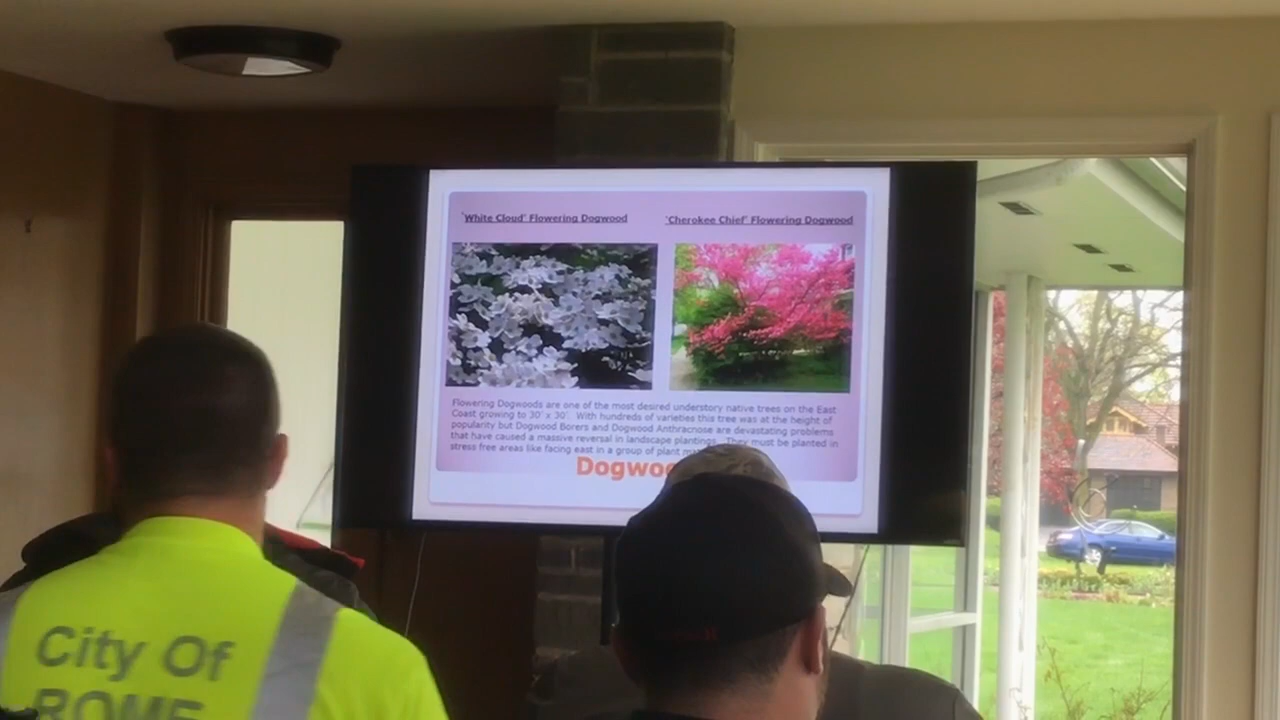 'White Cloud' Flowering Dogwood
'Cherokee Chief' Flowering Dogwood
Flowering Dogwoods are one of the most desired understory native trees on the East
Coast growing to 30' x 30'. With hundreds of varieties this tree was at the height of
popularity but Dogwood Borers and Dogwood Anthracnose are devastating problems
that have caused a massive reversal in landscape plantings. They must be planted in
stress free areas like facing east in a group of plant
Dogwoo
City Of
ROME